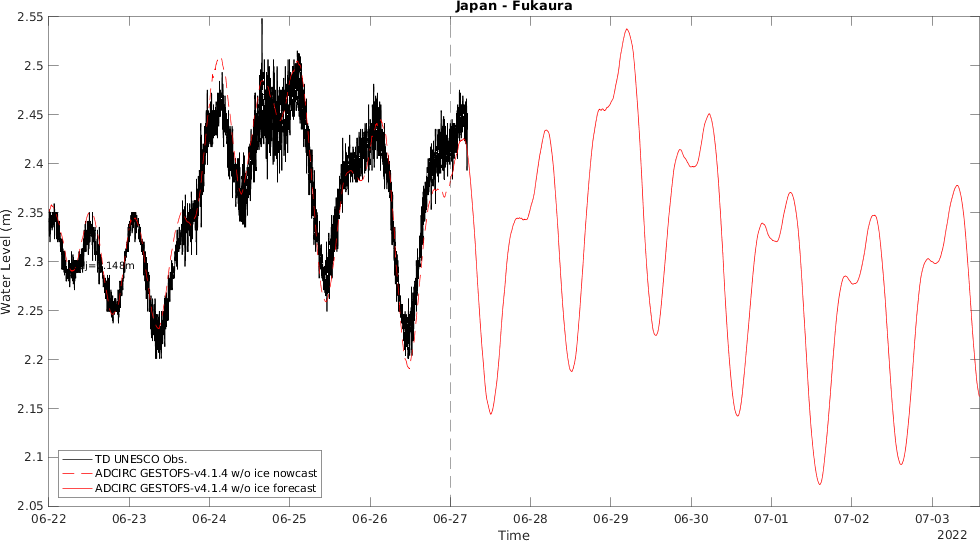 Japan - Fukaura
Water Level (m)
2.55
2.5
2.45
2.4
2.35
2.3
2.25
2.2
2.15
2.1
2.05
.148m
TD UNESCO Obs.
ADCIRC GESTOFS-v4.1.4 w/o ice nowcast
ADCIRC GESTOFS-v4.1.4 w/o ice forecast
06-22 06-23 06-24 06-25 06-26 06-27 06-28 06-29 06-30 07-01 07-02 07-03
Time
2022